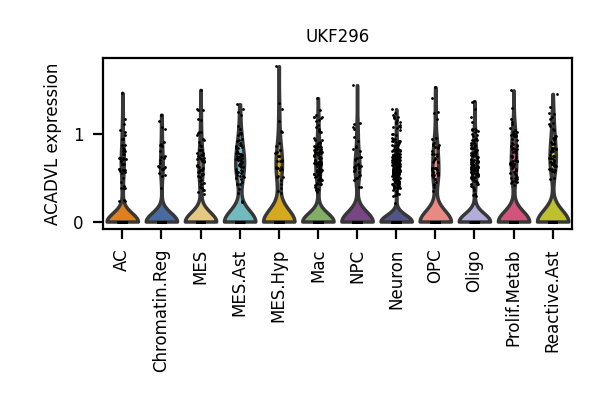 UKF296
ACADVL expression
1
0
AC
Chromatin.Reg
MES
MES.Ast
MES.Hyp
Mac
NPC
Neuron
OPC
Oligo
Prolif.Metab
Reactive.Ast